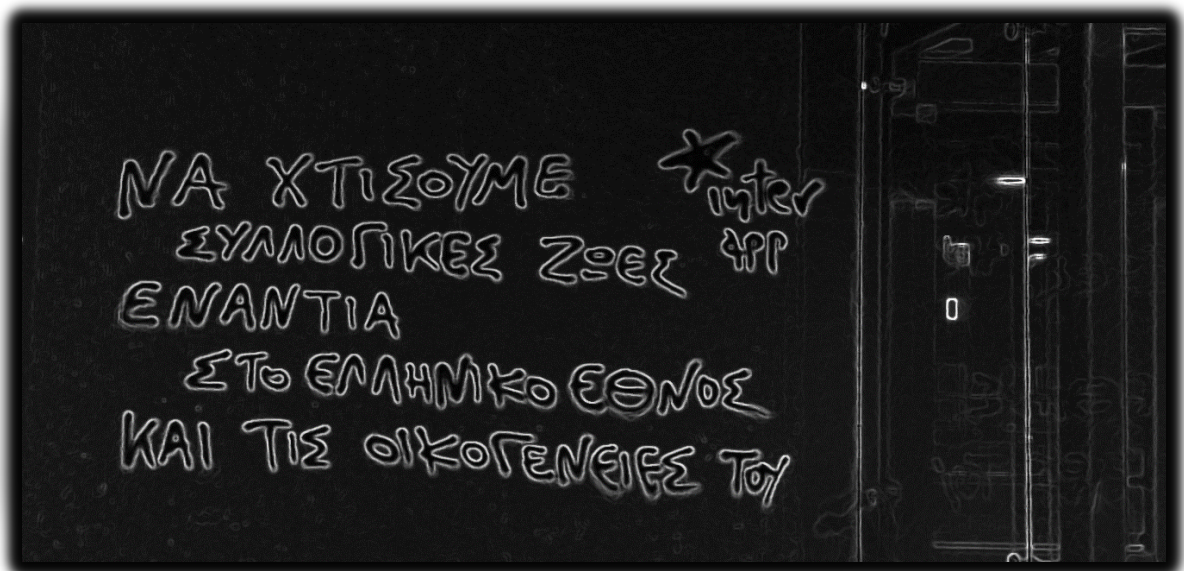 ΝΑ ΧΤΙΣΟΥΜΕ
inter
ΣΥΛΛΟΓΙΚΕΣ ΖΩΕΣ
ΕΝΑΝΤΙΑ
ΣΤΟ ΕΛΛΗΝΙΚΟ ΕΘΝΟΣ
ΚΑΙ ΤΙΣ ΟΙΚΟΓΕΝΕΙΕΣ ΤΟΥ